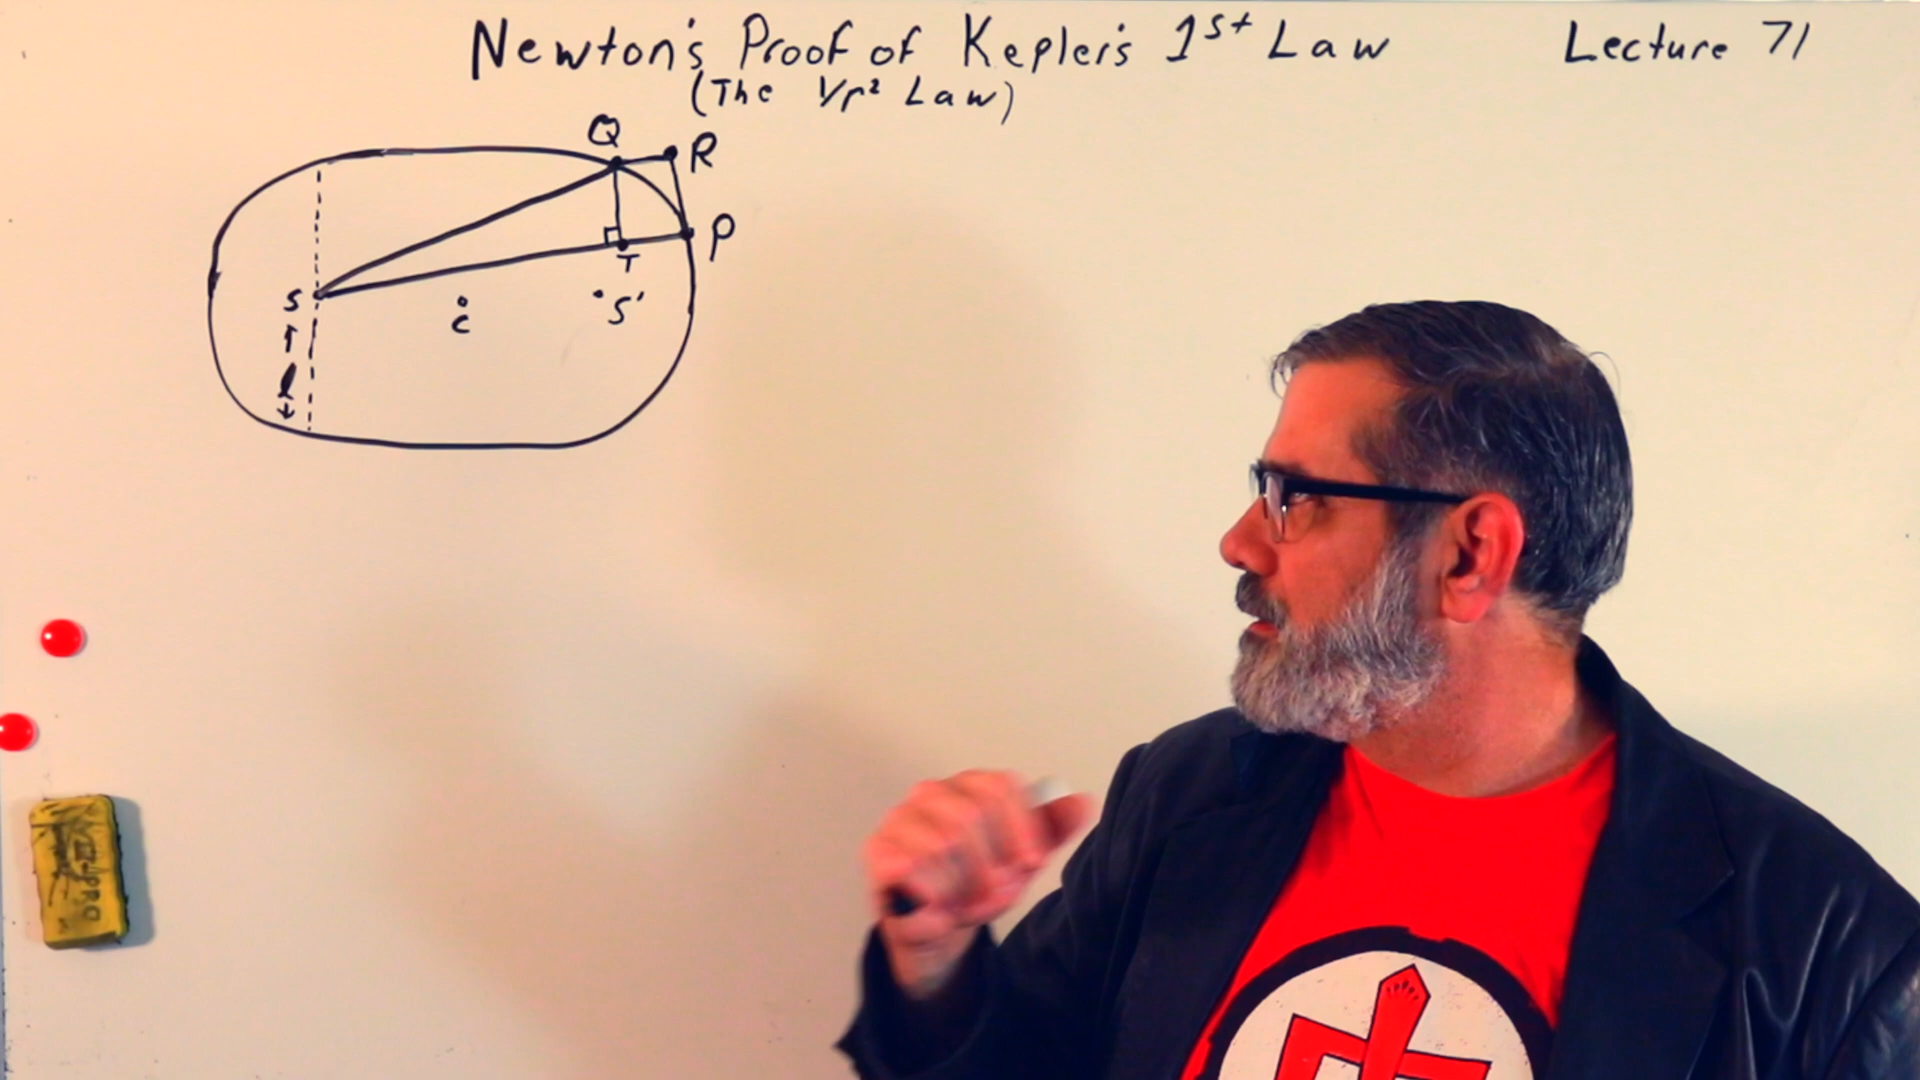 Newton's Proof of Kepler's 1st Law
Lecture 71
(The 1/r² Law)
Q
R
P
T
S
C
S'
l